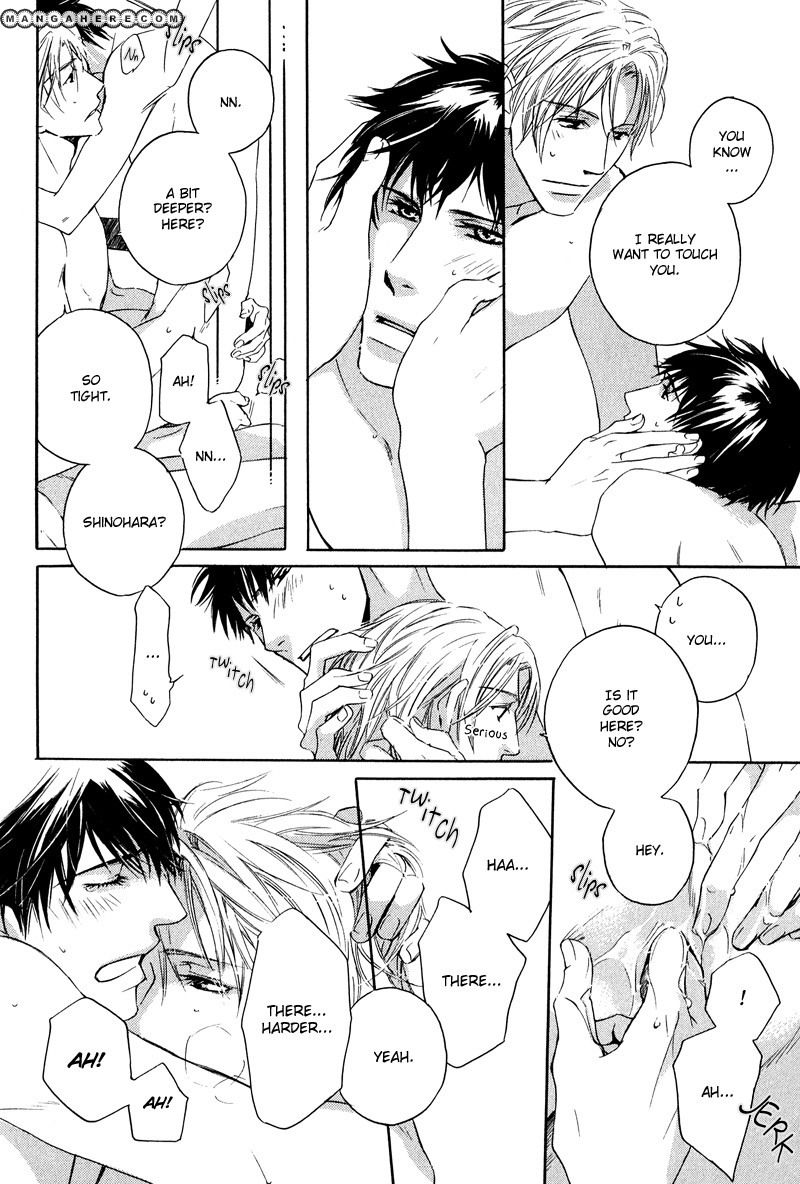 MANGAHERE.COM
YOU
KNOW
...
I REALLY
WANT TO TOUCH
YOU.
Slips
Nn
NN.
A BIT
DEEPER?
HERE?
Slips
AH!
Slips
NN...
SO
TIGHT.
SHINOHARA?
...
YOU...
Twitch
Serious
IS IT
GOOD
HERE?
NO?
HEY.
Slips
!
AH...
JERK
Twitch
HAA...
THERE...
THERE...
HARDER...
YEAH.
AH!
AH!